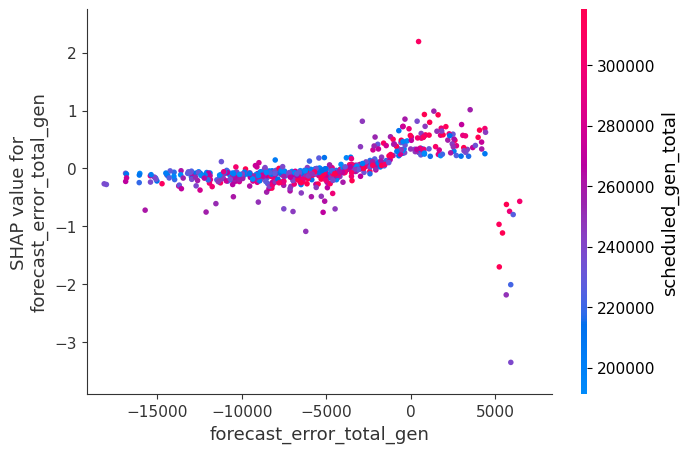 2
1
0
−1
−2
−3
SHAP value for
forecast_error_total_gen
−15000 −10000 −5000 0 5000
forecast_error_total_gen
300000
280000
260000
240000
220000
200000
scheduled_gen_total